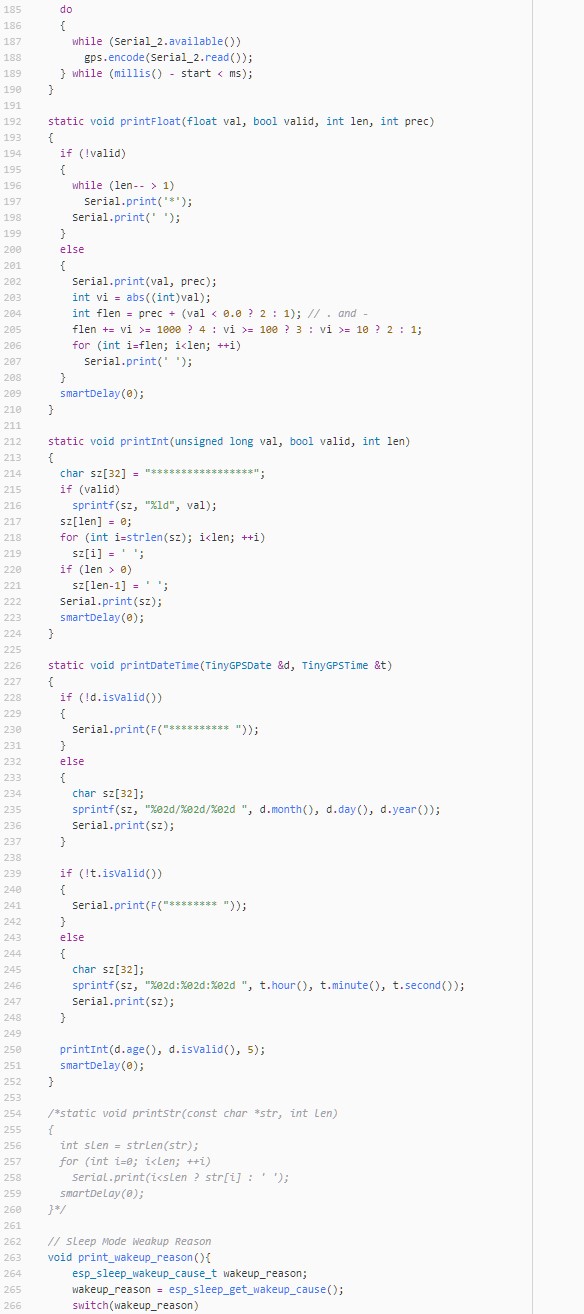 185 do
186 {
187 while (Serial_2.available())
188 gps.encode(Serial_2.read());
189 } while (millis() - start < ms);
190 }
191
192 static void printFloat(float val, bool valid, int len, int prec)
193 {
194 if (!valid)
195 {
196 while (len-- > 1)
197 Serial.print('*');
198 Serial.print(' ');
199 }
200 else
201 {
202 Serial.print(val, prec);
203 int vi = abs((int)val);
204 int flen = prec + (val < 0.0 ? 2 : 1); // . and -
205 flen += vi >= 1000 ? 4 : vi >= 100 ? 3 : vi >= 10 ? 2 : 1;
206 for (int i=flen; i<len; ++i)
207 Serial.print(' ');
208 }
209 smartDelay(0);
210 }
211
212 static void printInt(unsigned long val, bool valid, int len)
213 {
214 char sz[32] = "*****************";
215 if (valid)
216 sprintf(sz, "%ld", val);
217 sz[len] = 0;
218 for (int i=strlen(sz); i<len; ++i)
219 sz[i] = ' ';
220 if (len > 0)
221 sz[len-1] = ' ';
222 Serial.print(sz);
223 smartDelay(0);
224 }
225
226 static void printDateTime(TinyGPSDate &d, TinyGPSTime &t)
227 {
228 if (!d.isValid())
229 {
230 Serial.print(F("********** "));
231 }
232 else
233 {
234 char sz[32];
235 sprintf(sz, "%02d/%02d/%02d ", d.month(), d.day(), d.year());
236 Serial.print(sz);
237 }
238
239 if (!t.isValid())
240 {
241 Serial.print(F("******** "));
242 }
243 else
244 {
245 char sz[32];
246 sprintf(sz, "%02d:%02d:%02d ", t.hour(), t.minute(), t.second());
247 Serial.print(sz);
248 }
249
250 printInt(d.age(), d.isValid(), 5);
251 smartDelay(0);
252 }
253
254 /*static void printStr(const char *str, int len)
255 {
256 int slen = strlen(str);
257 for (int i=0; i<len; ++i)
258 Serial.print(i<slen ? str[i] : ' ');
259 smartDelay(0);
260 }*/
261
262 // Sleep Mode Weakup Reason
263 void print_wakeup_reason(){
264 esp_sleep_wakeup_cause_t wakeup_reason;
265 wakeup_reason = esp_sleep_get_wakeup_cause();
266 switch(wakeup_reason)